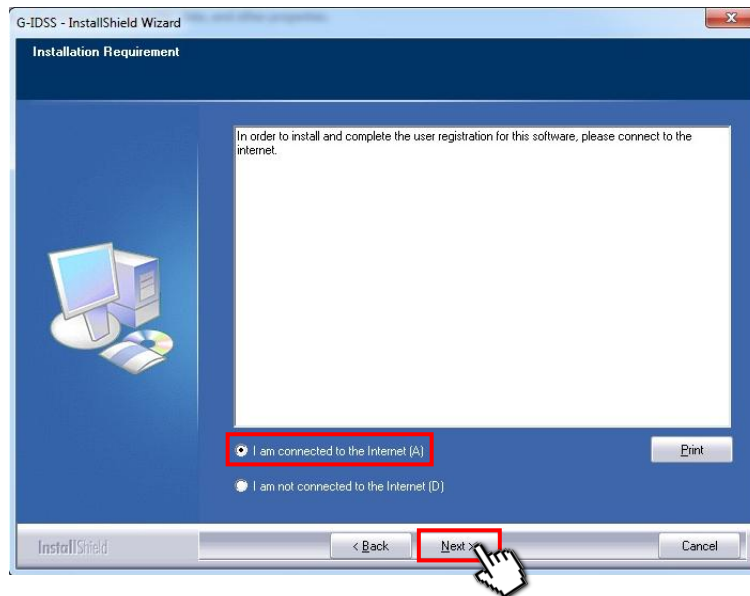 G-IDSS - InstallShield Wizard
Installation Requirement
In order to install and complete the user registration for this software, please connect to the
internet.
I am connected to the Internet (A)
Print
I am not connected to the Internet (D)
InstallShield
< Back
Next >
Cancel